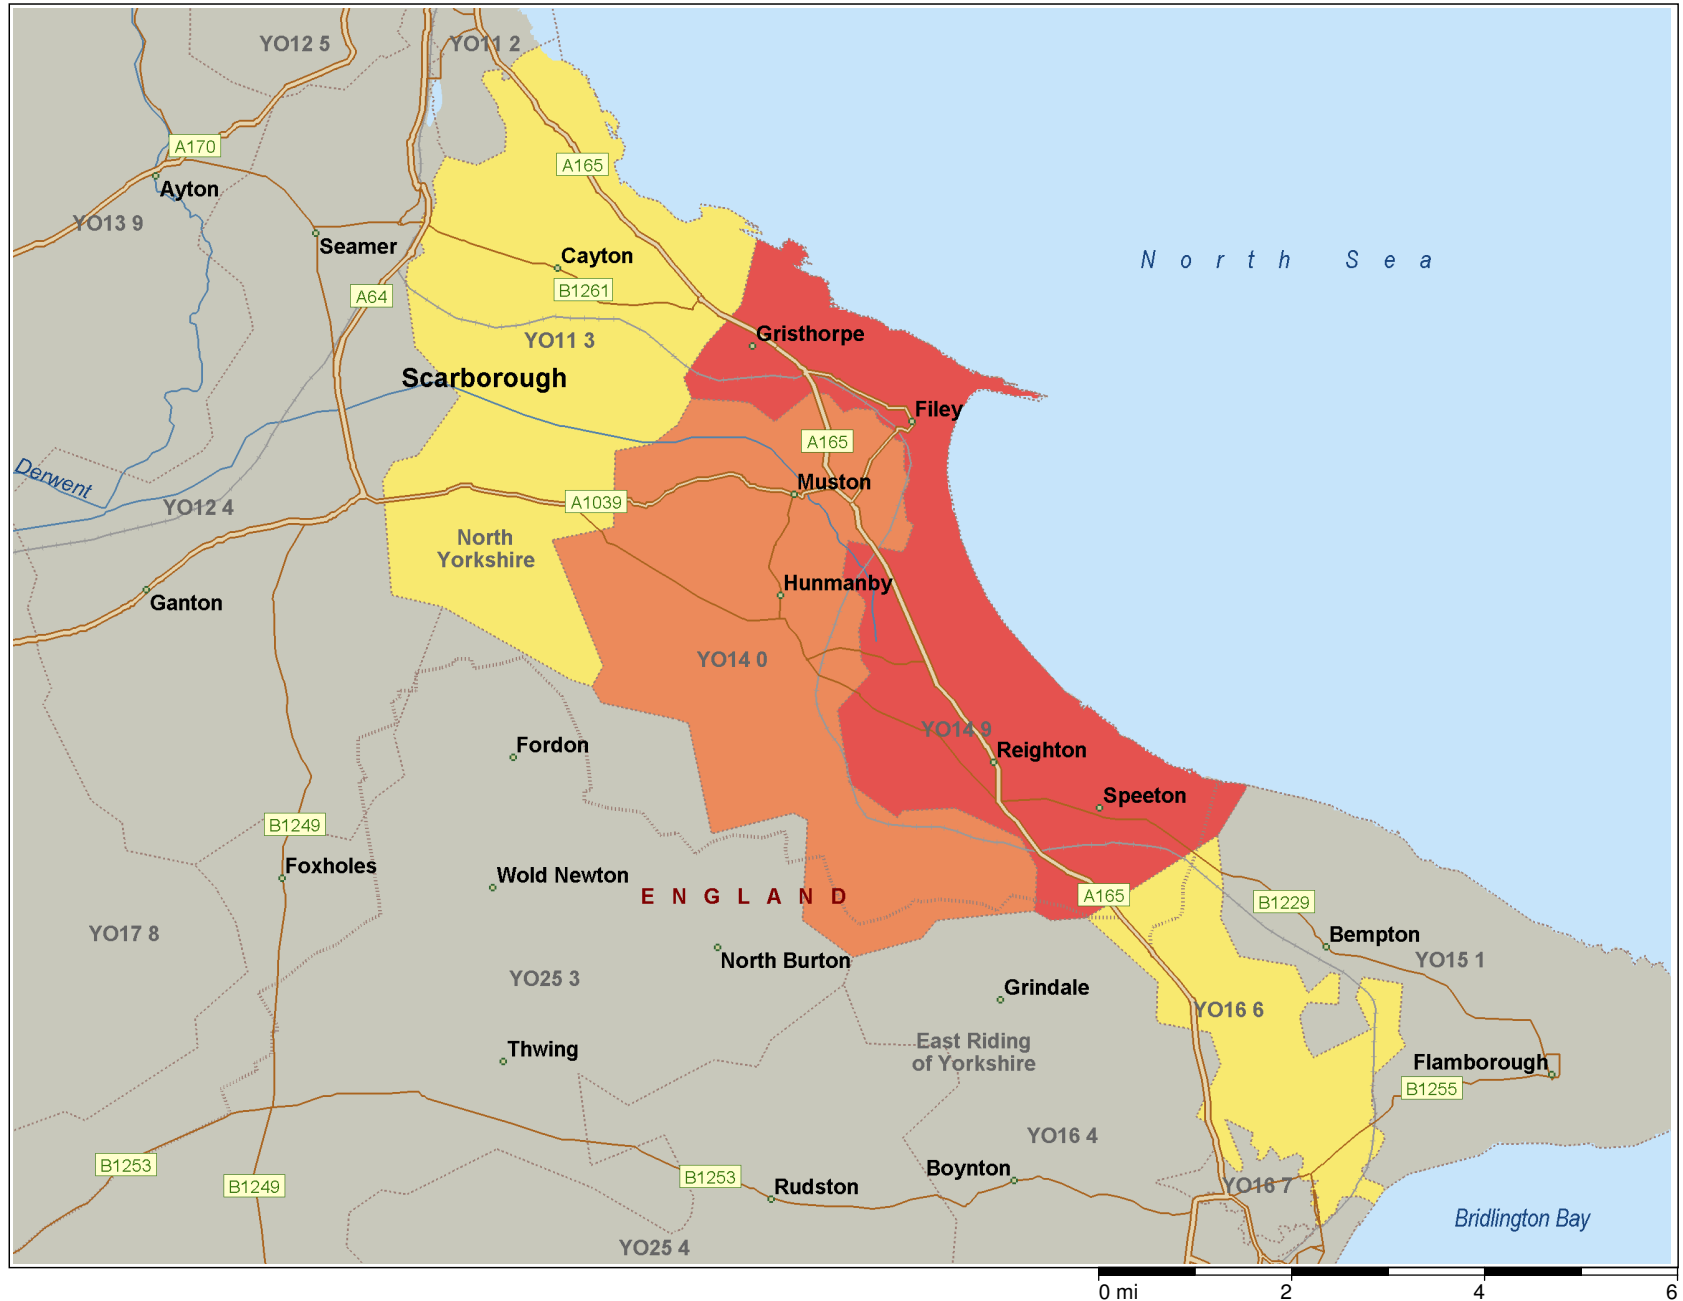 YO12 5
YO11 2
A170
A165
Ayton
YO13 9
Seamer
Cayton
North Sea
B1261
A64
Gristhorpe
YO11 3
Scarborough
Filey
A165
Derwent
Muston
A1039
YO12 4
North
Yorkshire
Hunmanby
Ganton
YO14 0
YO14 9
Fordon
Reighton
Speeton
B1249
Foxholes
Wold Newton
ENGLAND
A165
B1229
YO17 8
Bempton
North Burton
YO15 1
YO25 3
Grindale
YO16 6
East Riding
of Yorkshire
Thwing
Flamborough
B1255
YO16 4
B1253
Boynton
B1253
B1249
Rudston
YO16 7
Bridlington Bay
YO25 4
0 mi 2 4 6